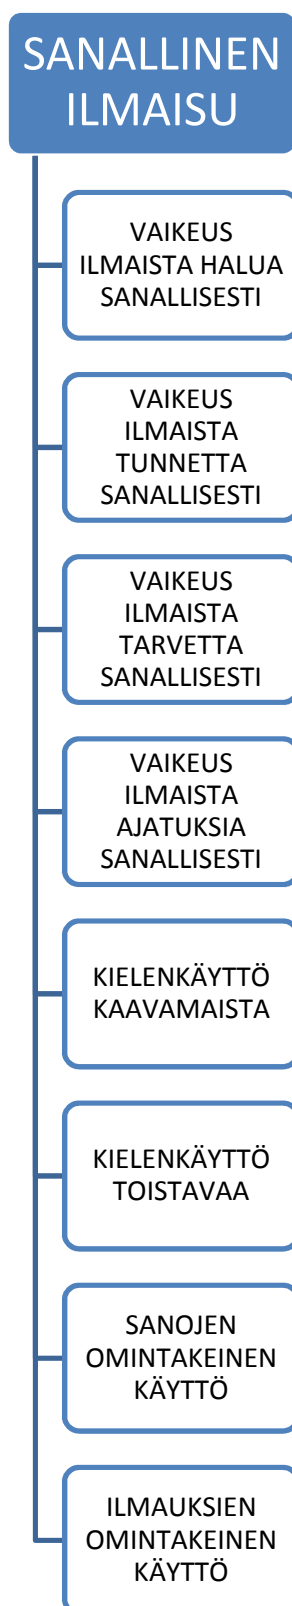 SANALLINEN
ILMAISU
VAIKEUS
ILMAISTA HALUA
SANALLISESTI
VAIKEUS
ILMAISTA
TUNNETTA
SANALLISESTI
VAIKEUS
ILMAISTA
TARVETTA
SANALLISESTI
VAIKEUS
ILMAISTA
AJATUKSIA
SANALLISESTI
KIELENKÄYTTÖ
KAAVAMAISTA
KIELENKÄYTTÖ
TOISTAVAA
SANOJEN
OMINTAKEINEN
KÄYTTÖ
ILMAUKSIEN
OMINTAKEINEN
KÄYTTÖ